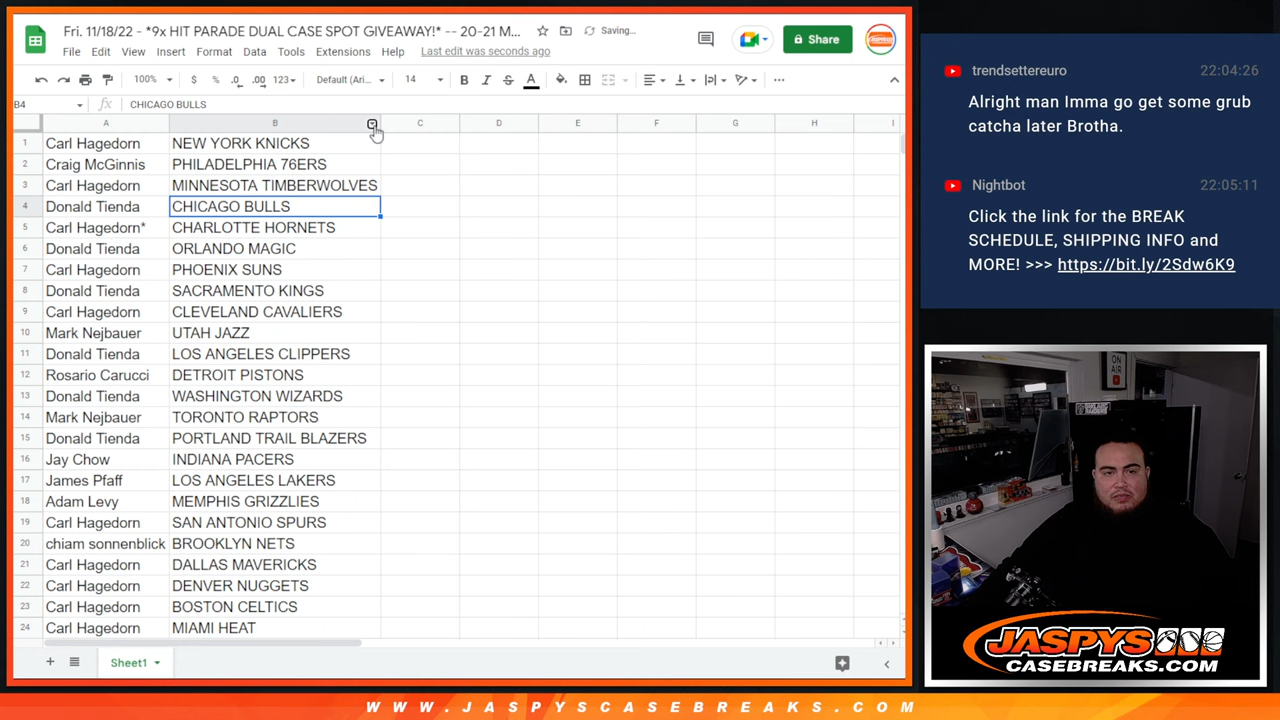 Fri. 11/18/22 - *9x HIT PARADE DUAL CASE SPOT GIVEAWAY!* -- 20-21 M...
Saving...
File Edit View Insert Format Data Tools Extensions Help Last edit was seconds ago
Share
100% $ % .0 .00 123 Default (Ari... 14 B I S A
B4 fx CHICAGO BULLS
A B C D E F G H I
1 Carl Hagedorn NEW YORK KNICKS
2 Craig McGinnis PHILADELPHIA 76ERS
3 Carl Hagedorn MINNESOTA TIMBERWOLVES
4 Donald Tienda CHICAGO BULLS
5 Carl Hagedorn* CHARLOTTE HORNETS
6 Donald Tienda ORLANDO MAGIC
7 Carl Hagedorn PHOENIX SUNS
8 Donald Tienda SACRAMENTO KINGS
9 Carl Hagedorn CLEVELAND CAVALIERS
10 Mark Nejbauer UTAH JAZZ
11 Donald Tienda LOS ANGELES CLIPPERS
12 Rosario Carucci DETROIT PISTONS
13 Donald Tienda WASHINGTON WIZARDS
14 Mark Nejbauer TORONTO RAPTORS
15 Donald Tienda PORTLAND TRAIL BLAZERS
16 Jay Chow INDIANA PACERS
17 James Pfaff LOS ANGELES LAKERS
18 Adam Levy MEMPHIS GRIZZLIES
19 Carl Hagedorn SAN ANTONIO SPURS
20 chiam sonnenblick BROOKLYN NETS
21 Carl Hagedorn DALLAS MAVERICKS
22 Carl Hagedorn DENVER NUGGETS
23 Carl Hagedorn BOSTON CELTICS
24 Carl Hagedorn MIAMI HEAT
Sheet1
trendsettereuro 22:04:26
Alright man Imma go get some grub
catcha later Brotha.
Nightbot 22:05:11
Click the link for the BREAK
SCHEDULE, SHIPPING INFO and
MORE! >>> https://bit.ly/2Sdw6K9
ON
AIR
JASPYS
CASEBREAKS.COM
WWW.JASPYSCASEBREAKS.COM